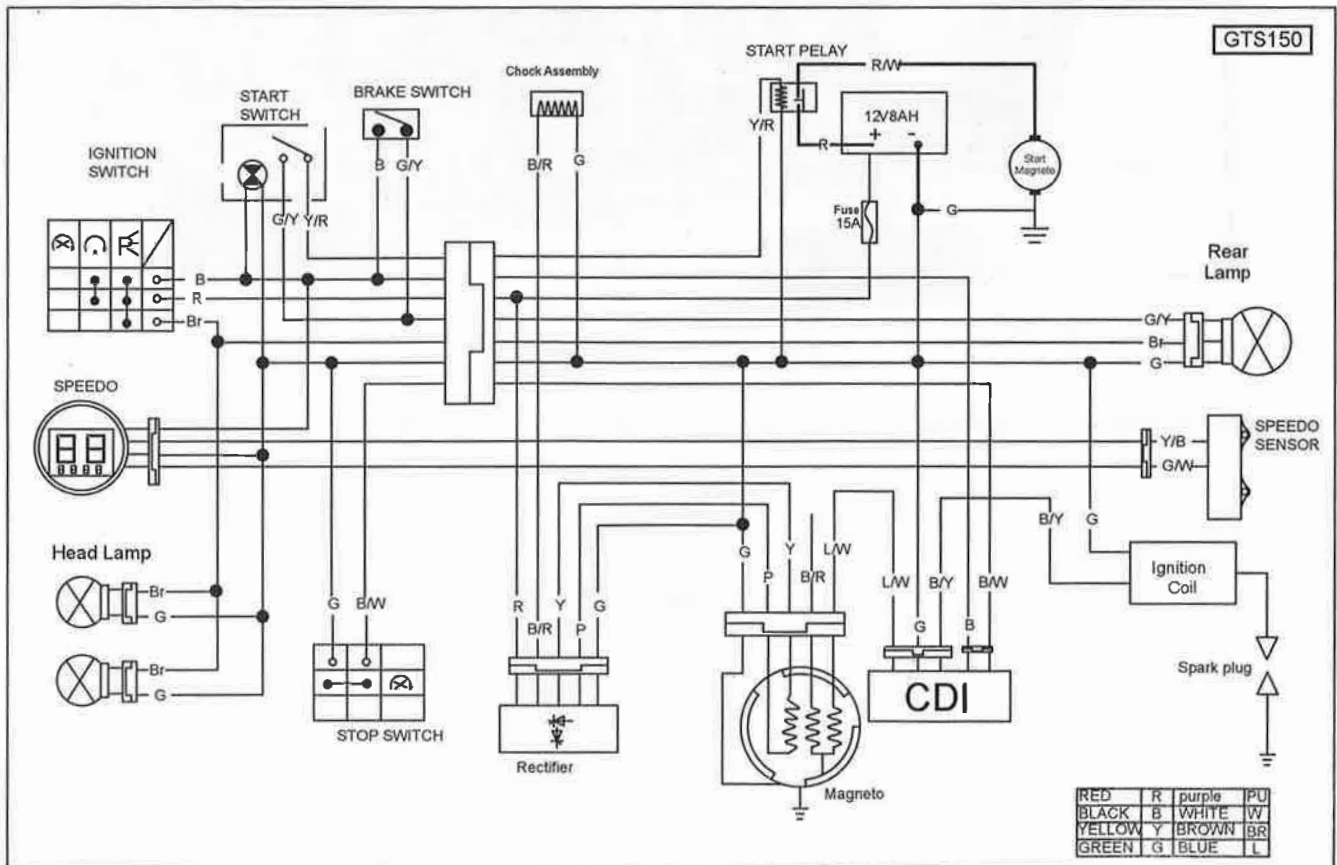 GTS150
START PELAY
R/W
Chock Assembly
BRAKE SWITCH
START
SWITCH
12V8AH
+ -
Y/R
R
IGNITION
SWITCH
B G/Y
B/R
G
Start
Magneto
G/Y Y/R
Fuse
15A
G
Rear
Lamp
B
R
Br
G/Y
Br
G
SPEEDO
SPEEDO
SENSOR
Y/B
G/W
B/Y
G
Head Lamp
G
P
Y
B/R
L/W
Ignition
Coil
L/W
G
B/Y
B
B/W
Br
G
G
B/W
R
B/R
Y
P
G
Br
G
Spark plug
CDI
STOP SWITCH
Rectifier
Magneto
RED R purple PU
BLACK B WHITE W
YELLOW Y BROWN BR
GREEN G BLUE L